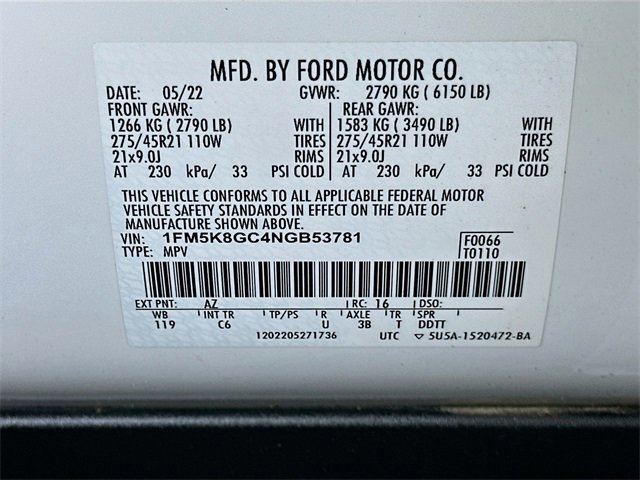 MFD. BY FORD MOTOR CO.
DATE: 05/22 GVWR: 2790 KG ( 6150 LB)
FRONT GAWR: REAR GAWR:
1266 KG ( 2790 LB) WITH 1583 KG ( 3490 LB) WITH
275/45R21 110W TIRES 275/45R21 110W TIRES
21x9.0J RIMS 21x9.0J RIMS
AT 230 kPa/ 33 PSI COLD AT 230 kPa/ 33 PSI COLD
THIS VEHICLE CONFORMS TO ALL APPLICABLE FEDERAL MOTOR
VEHICLE SAFETY STANDARDS IN EFFECT ON THE DATE OF
MANUFACTURE SHOWN ABOVE.
VIN: 1FM5K8GC4NGB53781 F0066
TYPE: MPV T0110
EXT PNT: AZ RC: 16 DSO:
WB INT TR TP/PS R AXLE TR SPR
119 C6 U 3B T DDTT
1202205271736 UTC ▽ 5U5A-1520472-BA